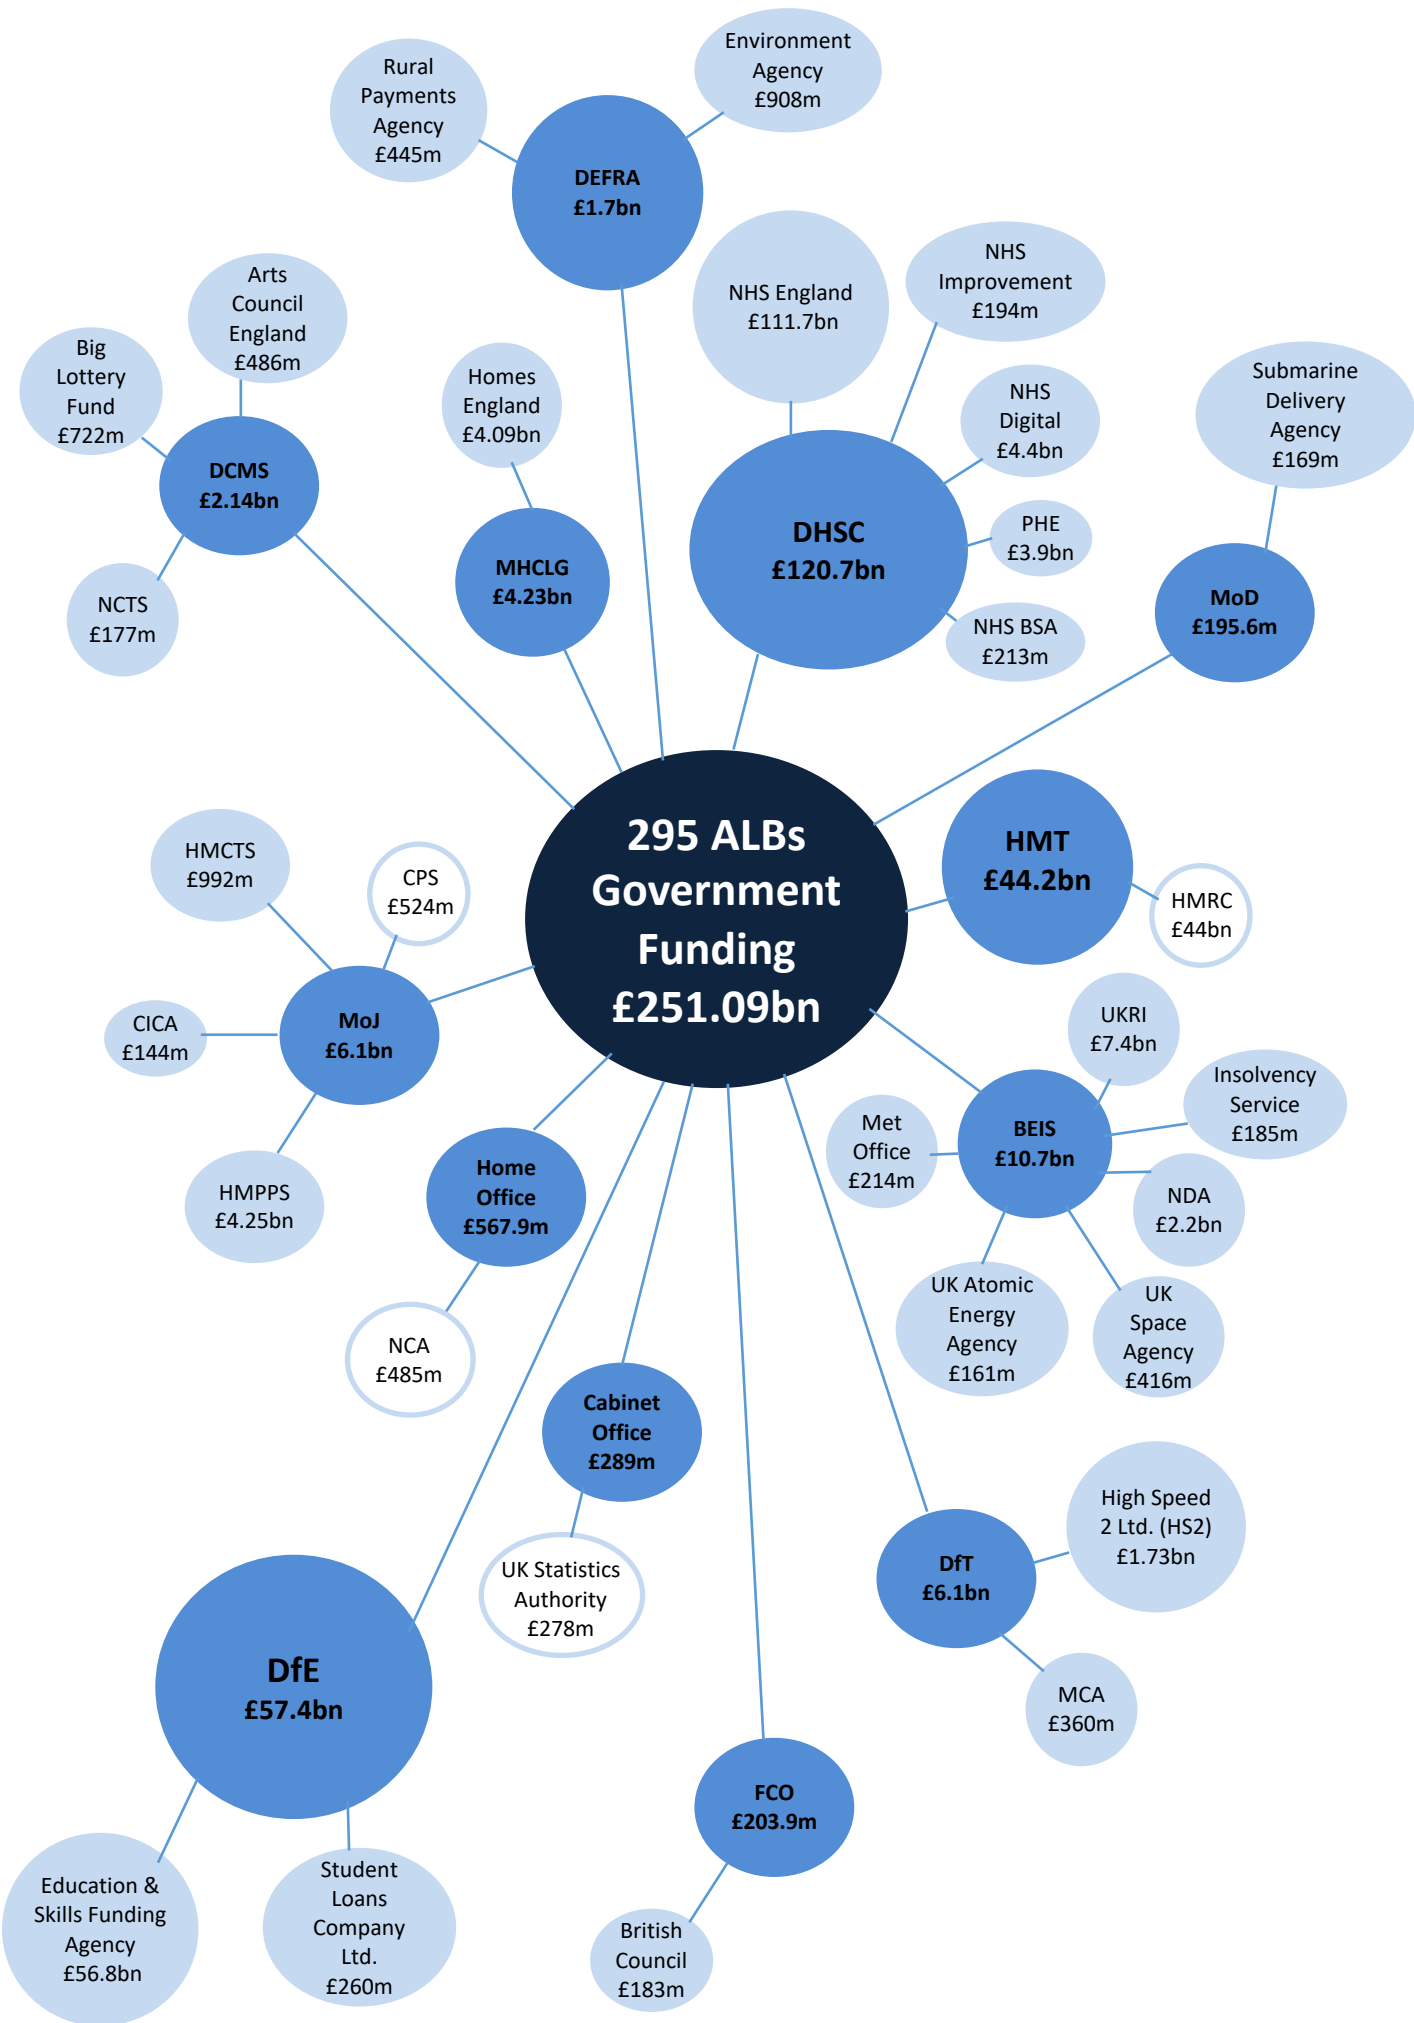 Environment
Agency
£908m
Rural
Payments
Agency
£445m
DEFRA
£1.7bn
Arts
Council
England
£486m
NHS England
£111.7bn
NHS
Improvement
£194m
Big
Lottery
Fund
£722m
Homes
England
£4.09bn
NHS
Digital
£4.4bn
Submarine
Delivery
Agency
£169m
DCMS
£2.14bn
DHSC
£120.7bn
PHE
£3.9bn
MHCLG
£4.23bn
NCTS
£177m
NHS BSA
£213m
MoD
£195.6m
295 ALBs
Government
Funding
£251.09bn
HMT
£44.2bn
HMRC
£44bn
HMCTS
£992m
CPS
£524m
CICA
£144m
MoJ
£6.1bn
HMPPS
£4.25bn
UKRI
£7.4bn
Insolvency
Service
£185m
Met
Office
£214m
BEIS
£10.7bn
NDA
£2.2bn
Home
Office
£567.9m
UK Atomic
Energy
Agency
£161m
UK
Space
Agency
£416m
NCA
£485m
Cabinet
Office
£289m
UK Statistics
Authority
£278m
High Speed
2 Ltd. (HS2)
£1.73bn
DfT
£6.1bn
MCA
£360m
DfE
£57.4bn
FCO
£203.9m
Education &
Skills Funding
Agency
£56.8bn
Student
Loans
Company
Ltd.
£260m
British
Council
£183m